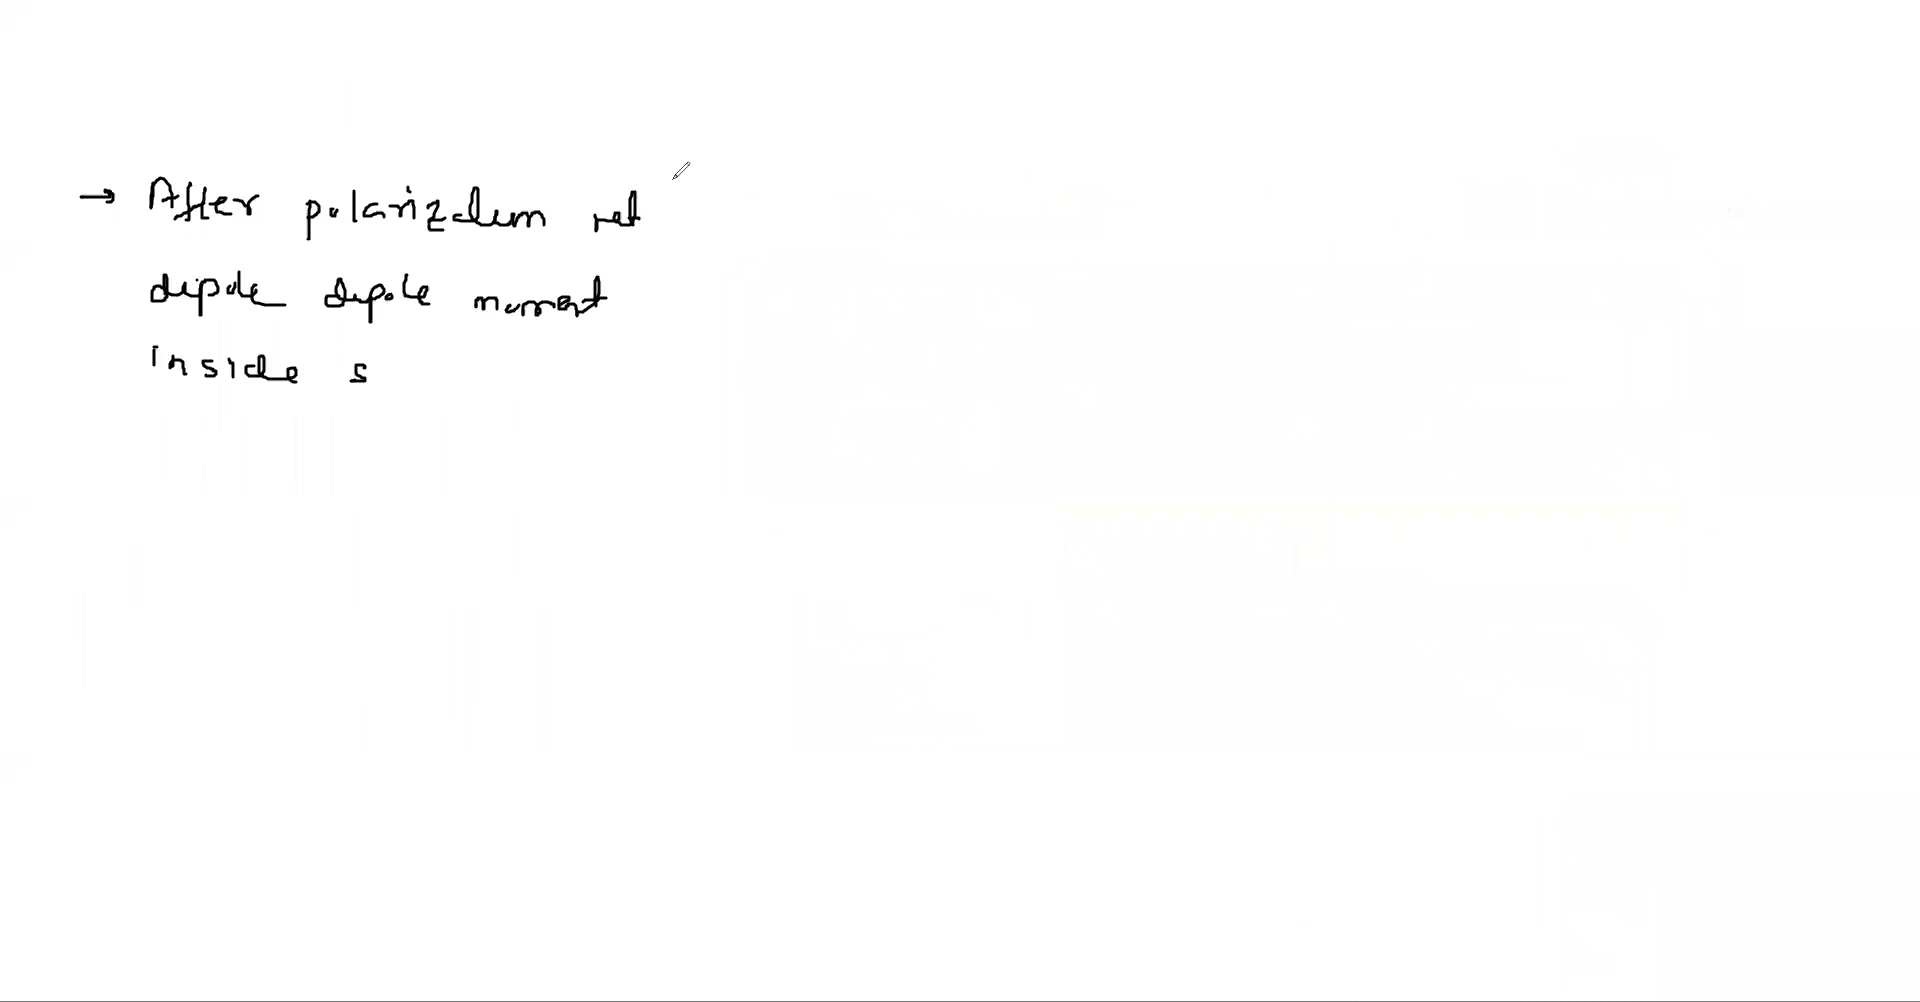 → After polarization net
dipole dipole moment
inside s